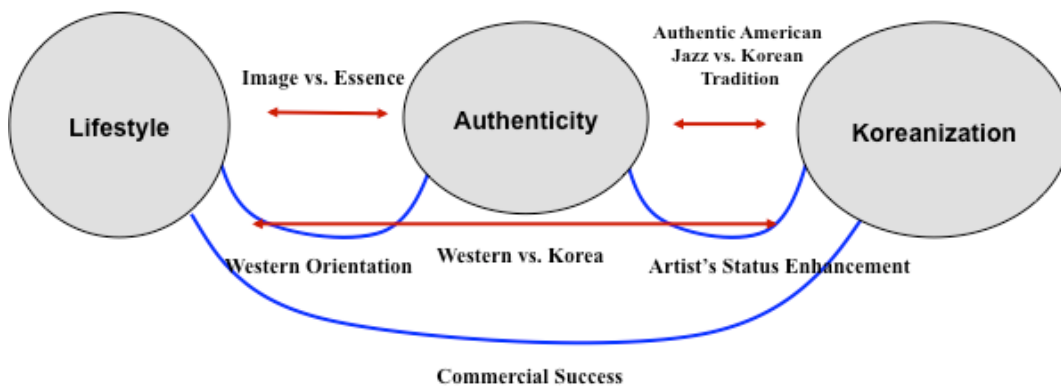 Authentic American
Jazz vs. Korean
Tradition
Image vs. Essence
Lifestyle
Authenticity
Koreanization
Western vs. Korea
Western Orientation
Artist's Status Enhancement
Commercial Success